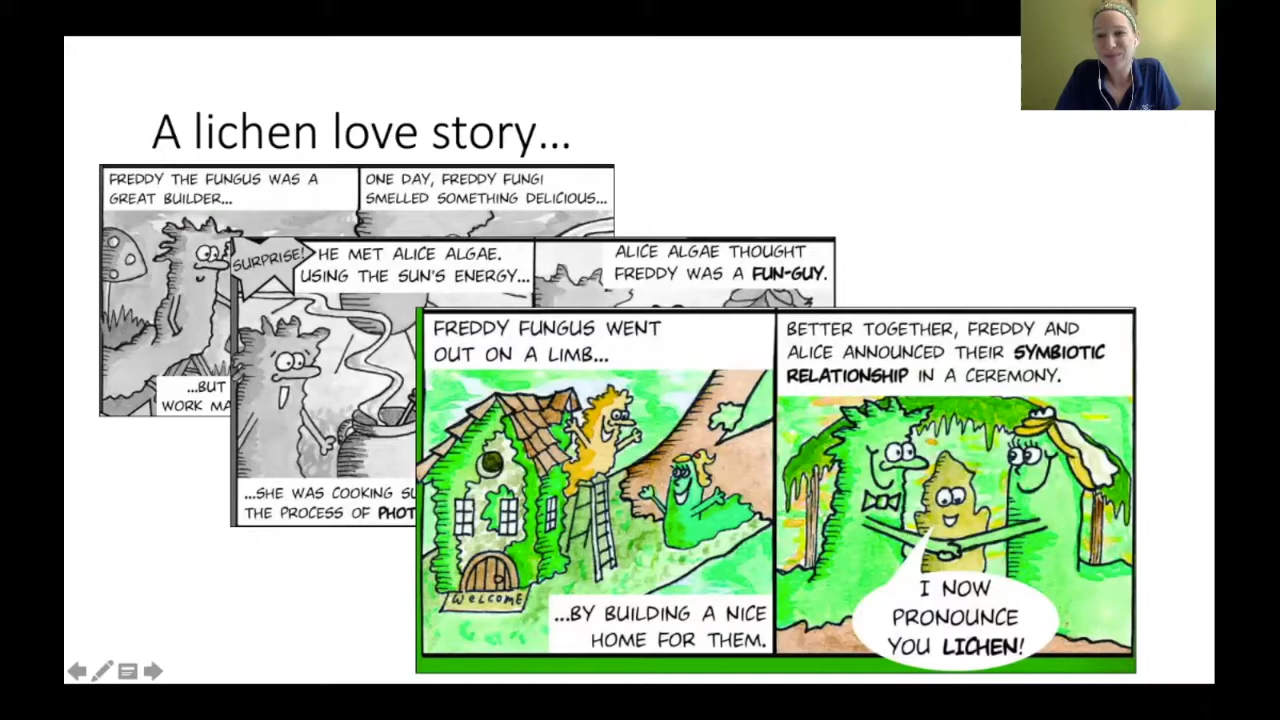 A lichen love story...
FREDDY THE FUNGUS WAS A
GREAT BUILDER...
...BUT
WORK
ONE DAY, FREDDY FUNGI
SMELLED SOMETHING DELICIOUS...
SURPRISE!
HE MET ALICE ALGAE.
USING THE SUN'S ENERGY...
...SHE WAS COOKING
THE PROCESS OF
ALICE ALGAE THOUGHT
FREDDY WAS A FUN-GUY.
FREDDY FUNGUS WENT
OUT ON A LIMB...
WELCOME
...BY BUILDING A NICE
HOME FOR THEM.
BETTER TOGETHER, FREDDY AND
ALICE ANNOUNCED THEIR SYMBIOTIC
RELATIONSHIP IN A CEREMONY.
I NOW
PRONOUNCE
YOU LICHEN!